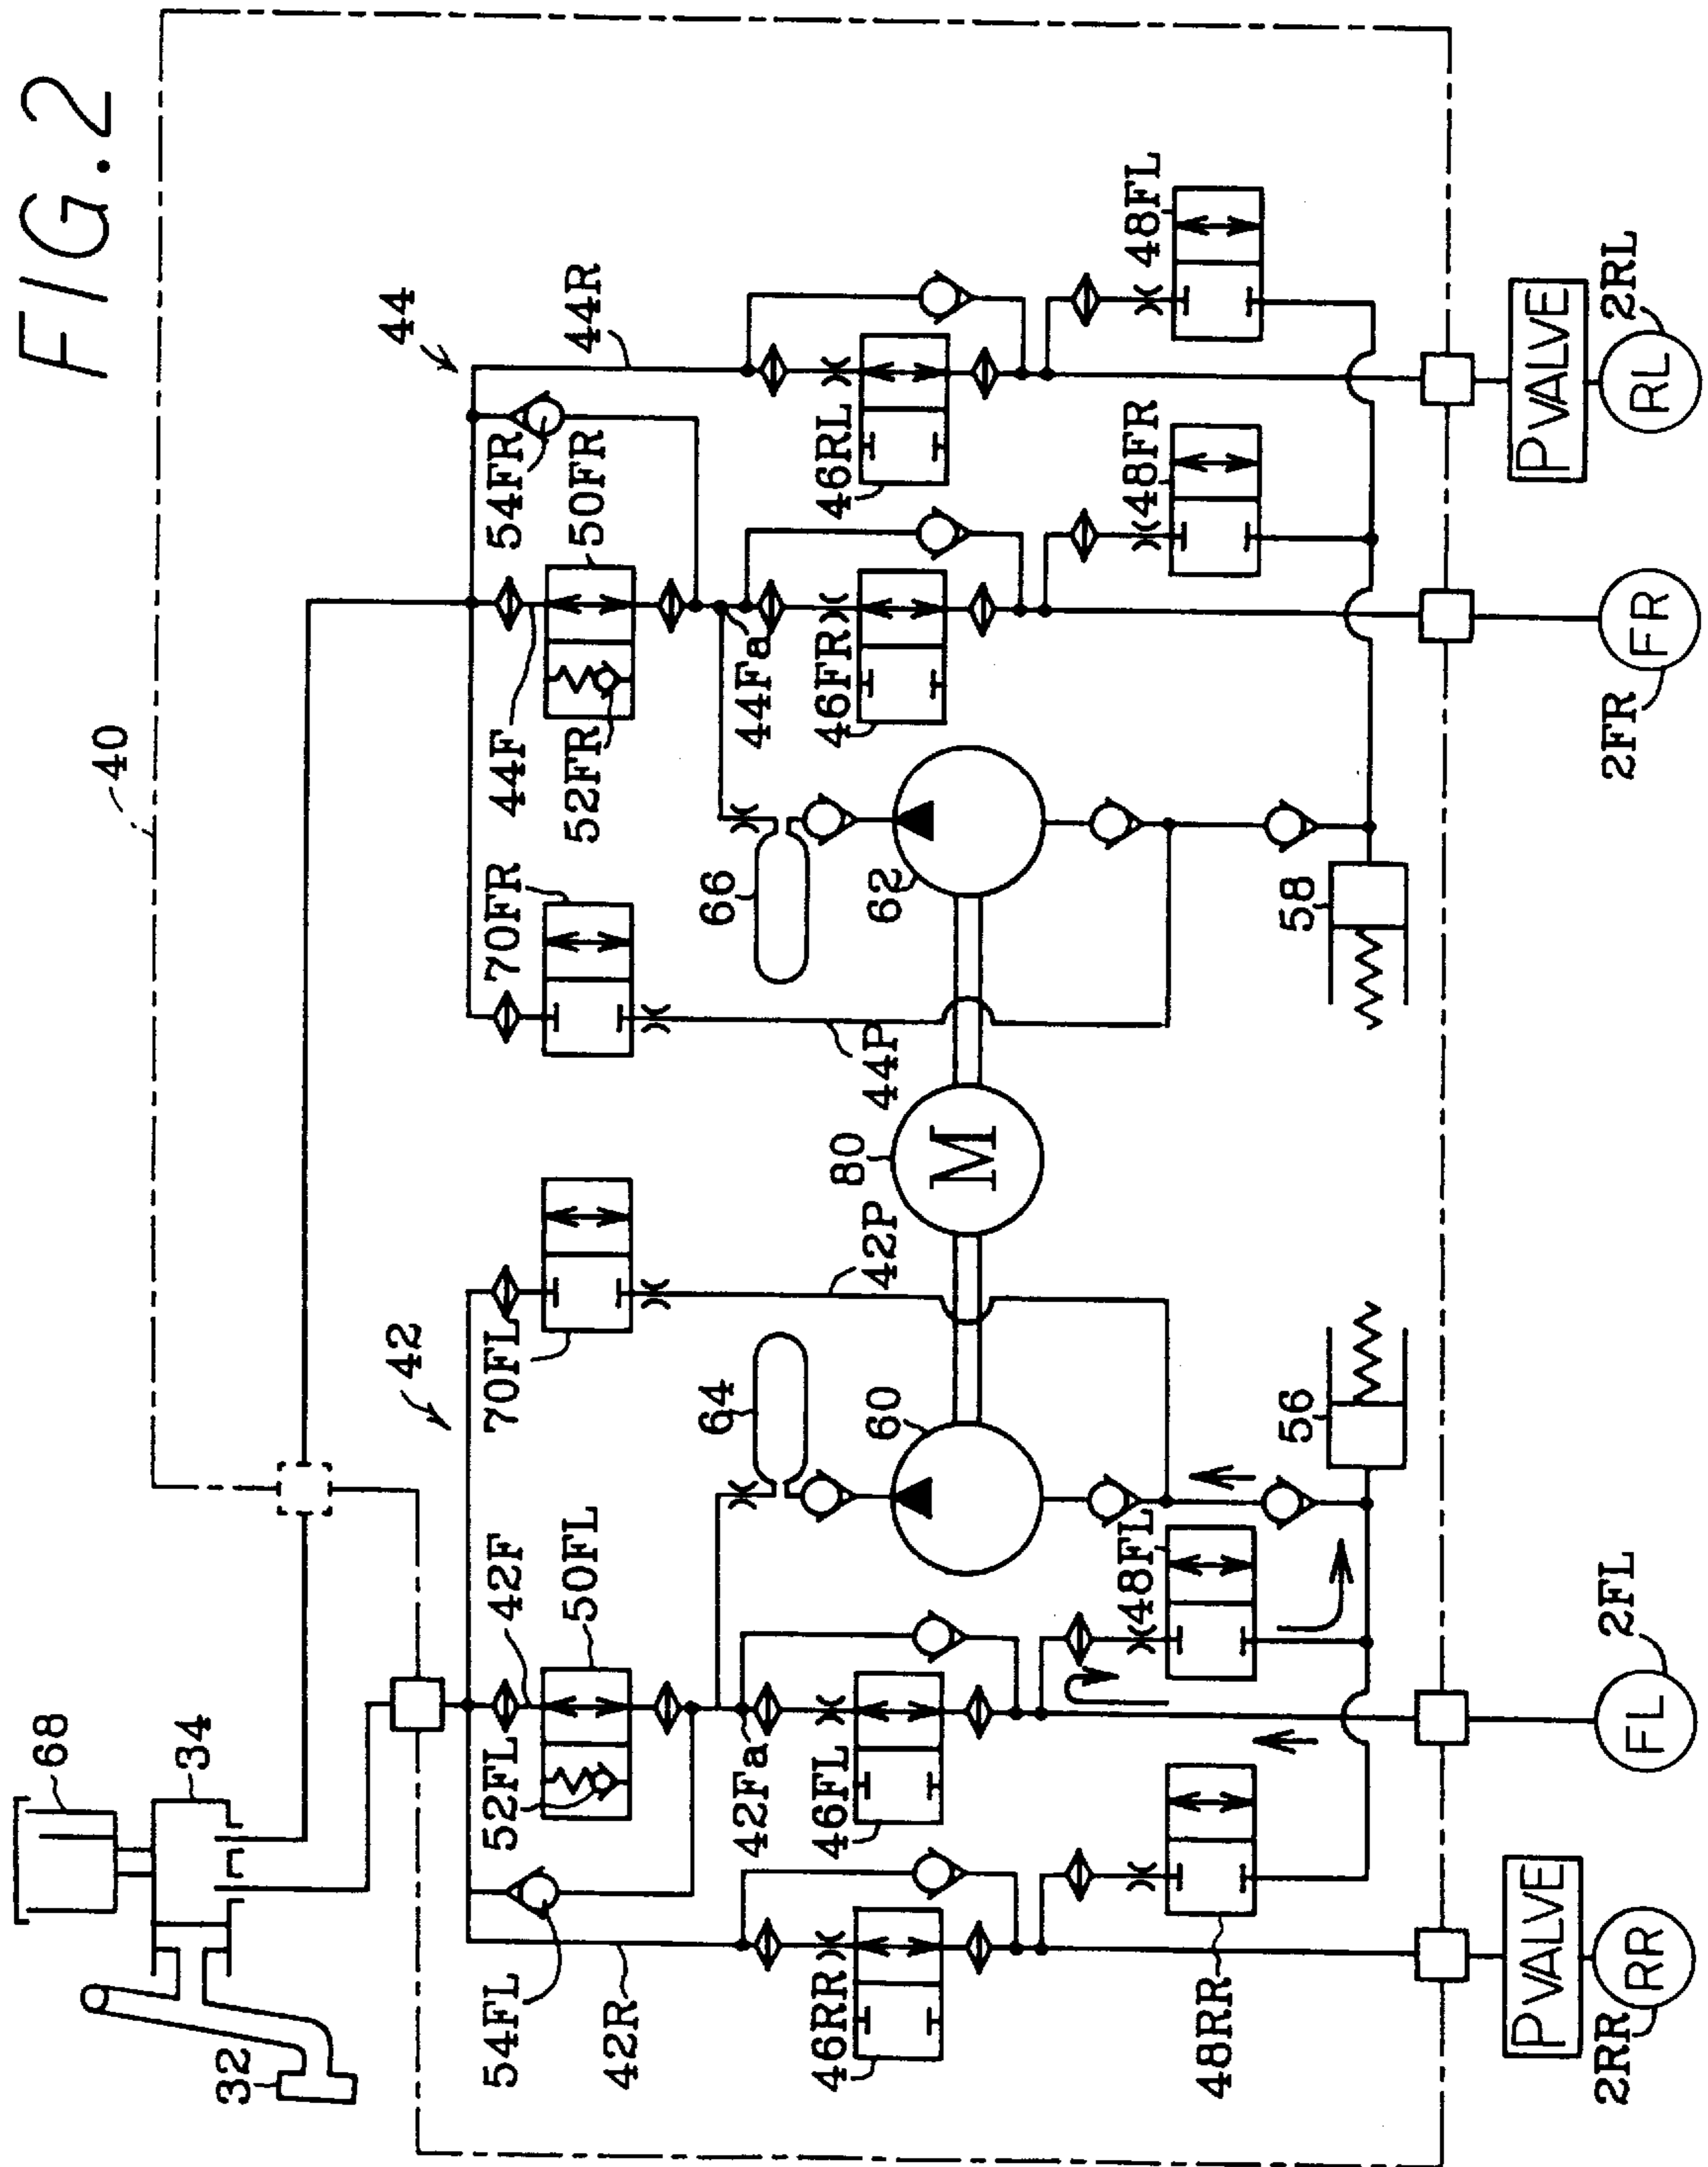 FIG.2
40
68
34
32
42
44
54FL
42R
52FL
42F
50FL
70FL
70FR
44F
52FR
50FR
54FR
44R
42Fa
64
66
44Fa
46RR
46FL
60
42P
80
M
44P
62
46FR
46RL
48RR
48FL
48FR
48FL
56
58
P VALVE
P VALVE
2RR
RR
FL
2FL
2FR
FR
RL
2RL